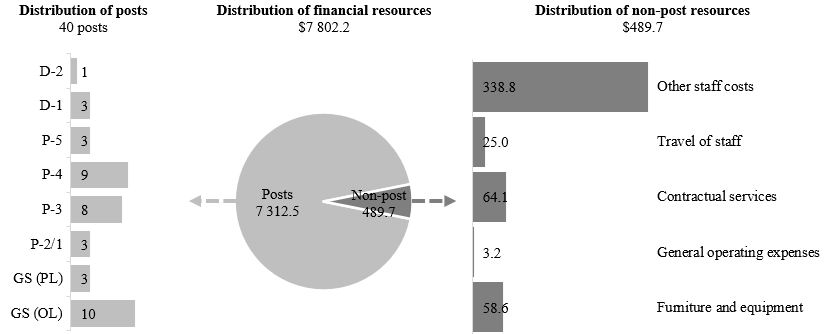 Distribution of posts
40 posts
D-2 1
D-1 3
P-5 3
P-4 9
P-3 8
P-2/1 3
GS (PL) 3
GS (OL) 10
Distribution of financial resources
$7 802.2
Posts
7 312.5
Non-post
489.7
Distribution of non-post resources
$489.7
338.8 Other staff costs
25.0 Travel of staff
64.1 Contractual services
3.2 General operating expenses
58.6 Furniture and equipment